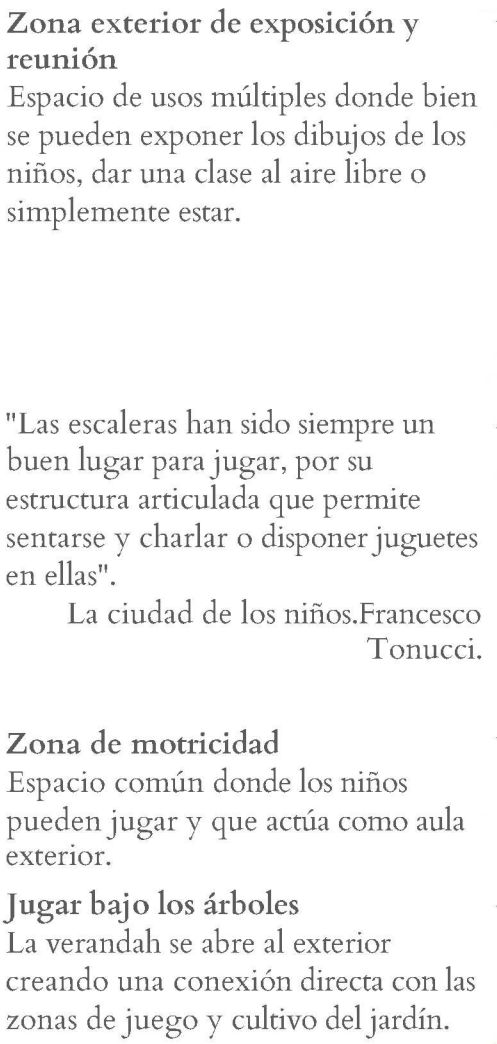 Zona exterior de exposición y
reunión
Espacio de usos múltiples donde bien
se pueden exponer los dibujos de los
niños, dar una clase al aire libre o
simplemente estar.
"Las escaleras han sido siempre un
buen lugar para jugar, por su
estructura articulada que permite
sentarse y charlar o disponer juguetes
en ellas".
La ciudad de los niños.Francesco
Tonucci.
Zona de motricidad
Espacio común donde los niños
pueden jugar y que actúa como aula
exterior.
Jugar bajo los árboles
La verandah se abre al exterior
creando una conexión directa con las
zonas de juego y cultivo del jardín.